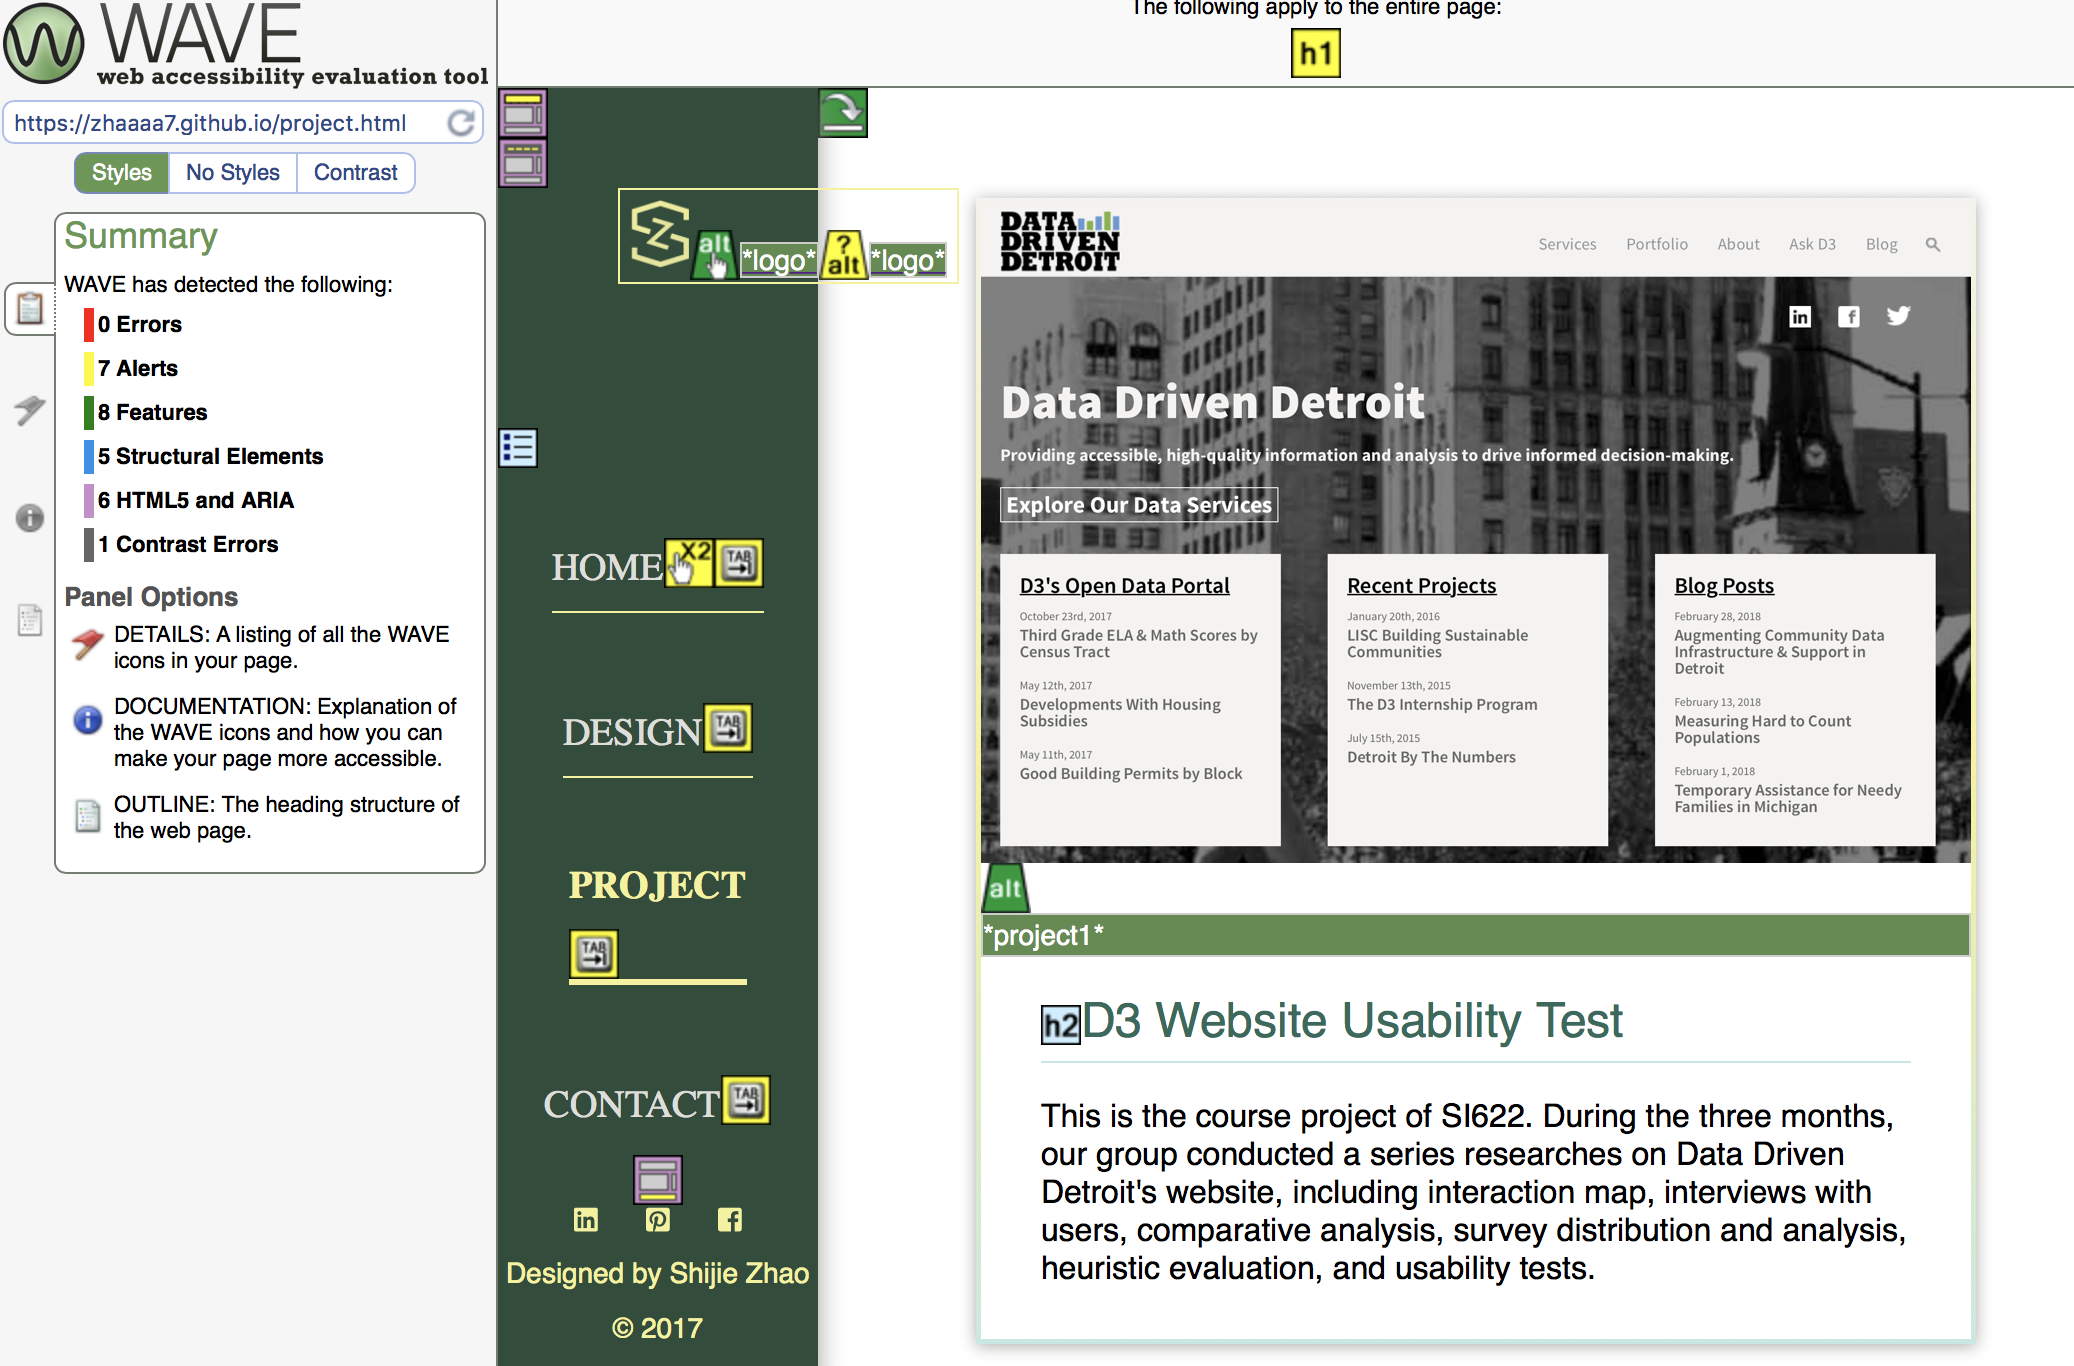 WAVE
web accessibility evaluation tool
https://zhaaaa7.github.io/project.html
Styles
No Styles
Contrast
Summary
WAVE has detected the following:
0 Errors
7 Alerts
8 Features
5 Structural Elements
6 HTML5 and ARIA
1 Contrast Errors
Panel Options
DETAILS: A listing of all the WAVE
icons in your page.
DOCUMENTATION: Explanation of
the WAVE icons and how you can
make your page more accessible.
OUTLINE: The heading structure of
the web page.
The following apply to the entire page:
h1
SZ
alt
*logo*
?
alt
*logo*
HOME
X2
TAB
DESIGN
TAB
PROJECT
TAB
CONTACT
TAB
in
f
Designed by Shijie Zhao
© 2017
DATA
DRIVEN
DETROIT
Services
Portfolio
About
Ask D3
Blog
in
f
Data Driven Detroit
Providing accessible, high-quality information and analysis to drive informed decision-making.
Explore Our Data Services
D3's Open Data Portal
October 23rd, 2017
Third Grade ELA & Math Scores by
Census Tract
May 12th, 2017
Developments With Housing
Subsidies
May 11th, 2017
Good Building Permits by Block
Recent Projects
January 20th, 2016
LISC Building Sustainable
Communities
November 13th, 2015
The D3 Internship Program
July 15th, 2015
Detroit By The Numbers
Blog Posts
February 28, 2018
Augmenting Community Data
Infrastructure & Support in
Detroit
February 13, 2018
Measuring Hard to Count
Populations
February 1, 2018
Temporary Assistance for Needy
Families in Michigan
alt
*project1*
h2
D3 Website Usability Test
This is the course project of SI622. During the three months,
our group conducted a series researches on Data Driven
Detroit's website, including interaction map, interviews with
users, comparative analysis, survey distribution and analysis,
heuristic evaluation, and usability tests.